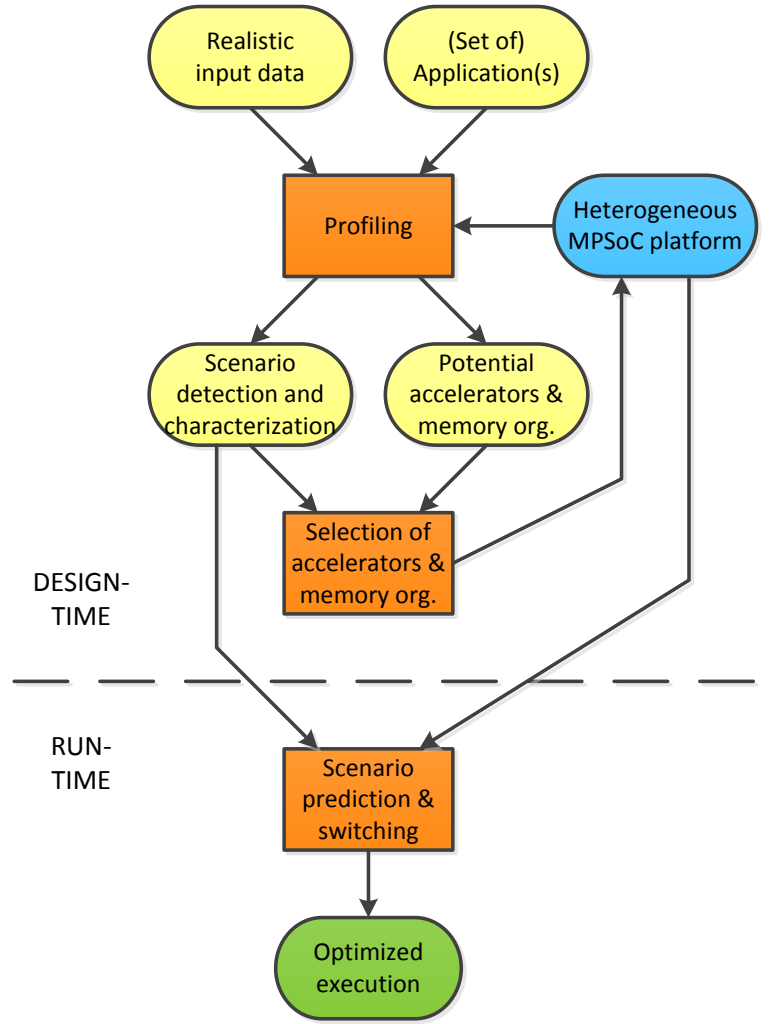 Realistic
input data
(Set of)
Application(s)
Profiling
Heterogeneous
MPSoC platform
Scenario
detection and
characterization
Potential
accelerators &
memory org.
Selection of
accelerators &
memory org.
DESIGN-
TIME
RUN-
TIME
Scenario
prediction &
switching
Optimized
execution